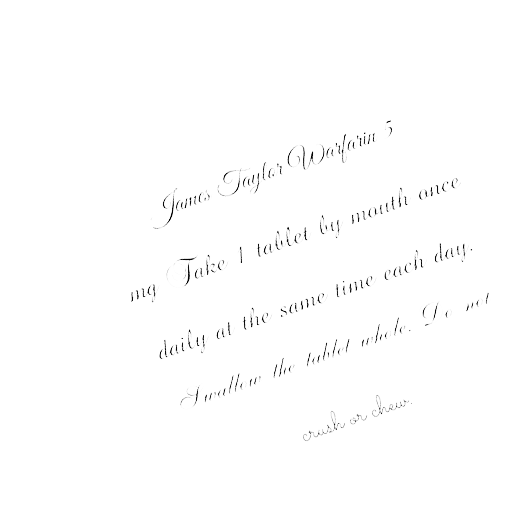 James Taylor Warfarin 5
mg Take 1 tablet by mouth once
daily at the same time each day.
Swallow the tablet whole. Do not
crush or chew.